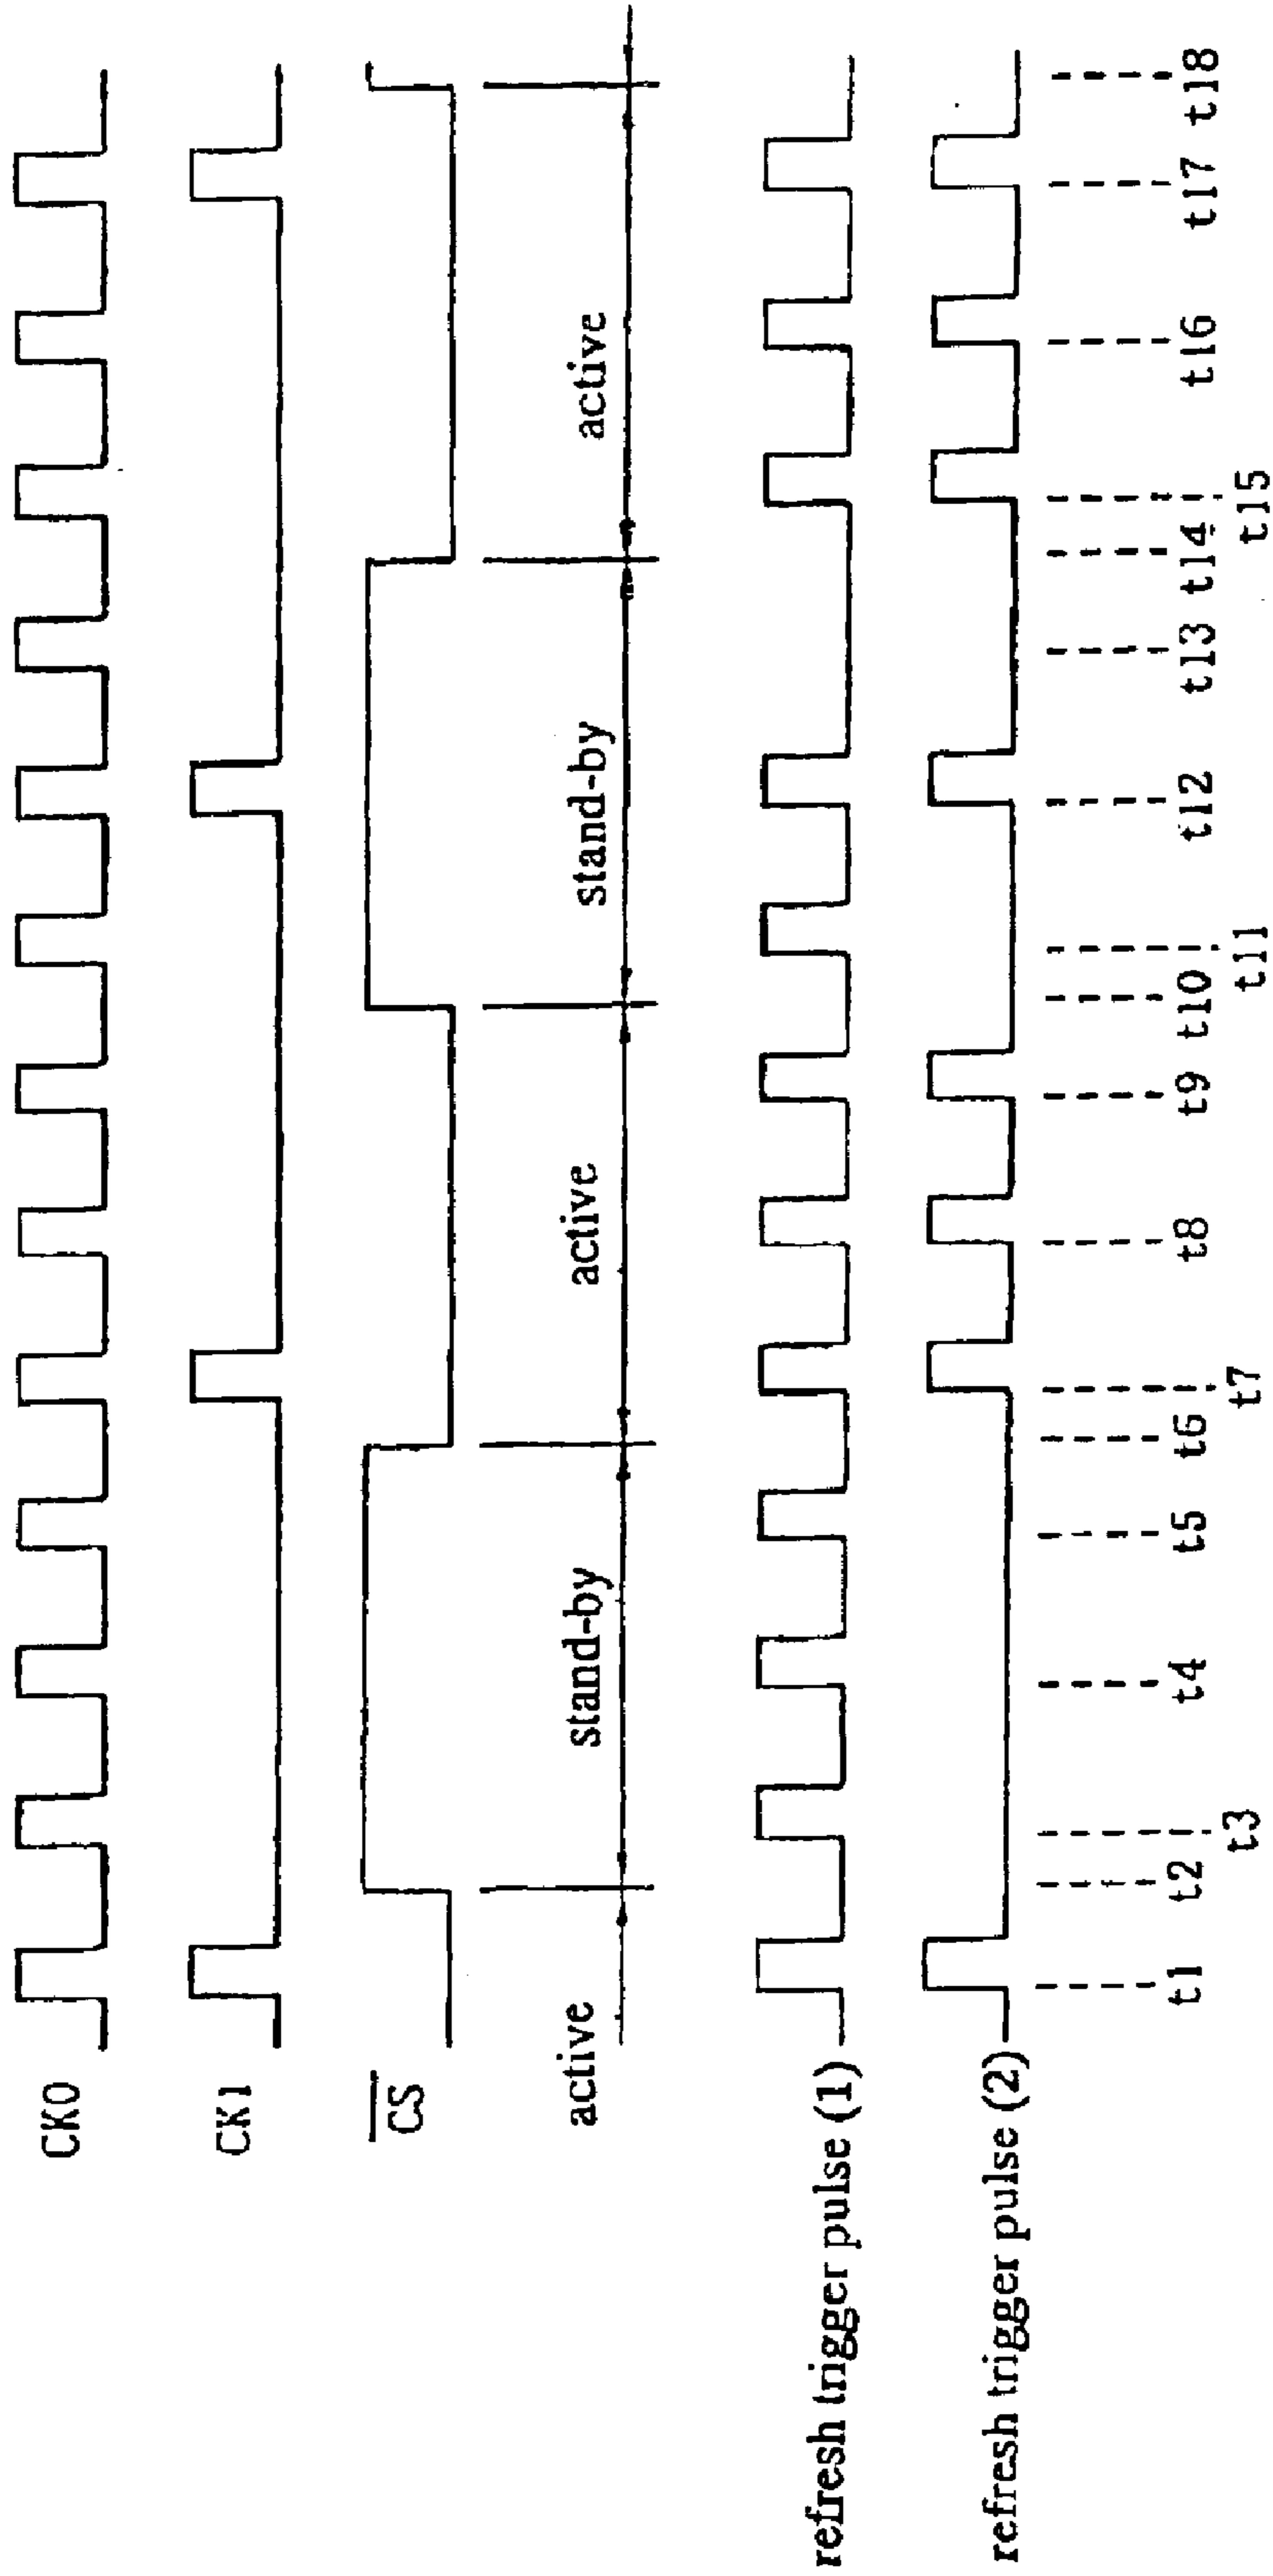 CK0
CK1
CS
active
stand-by
active
stand-by
active
refresh trigger pulse (1)
refresh trigger pulse (2)
t1
t2
t3
t4
t5
t6
t7
t8
t9
t10
t11
t12
t13
t14
t15
t16
t17
t18